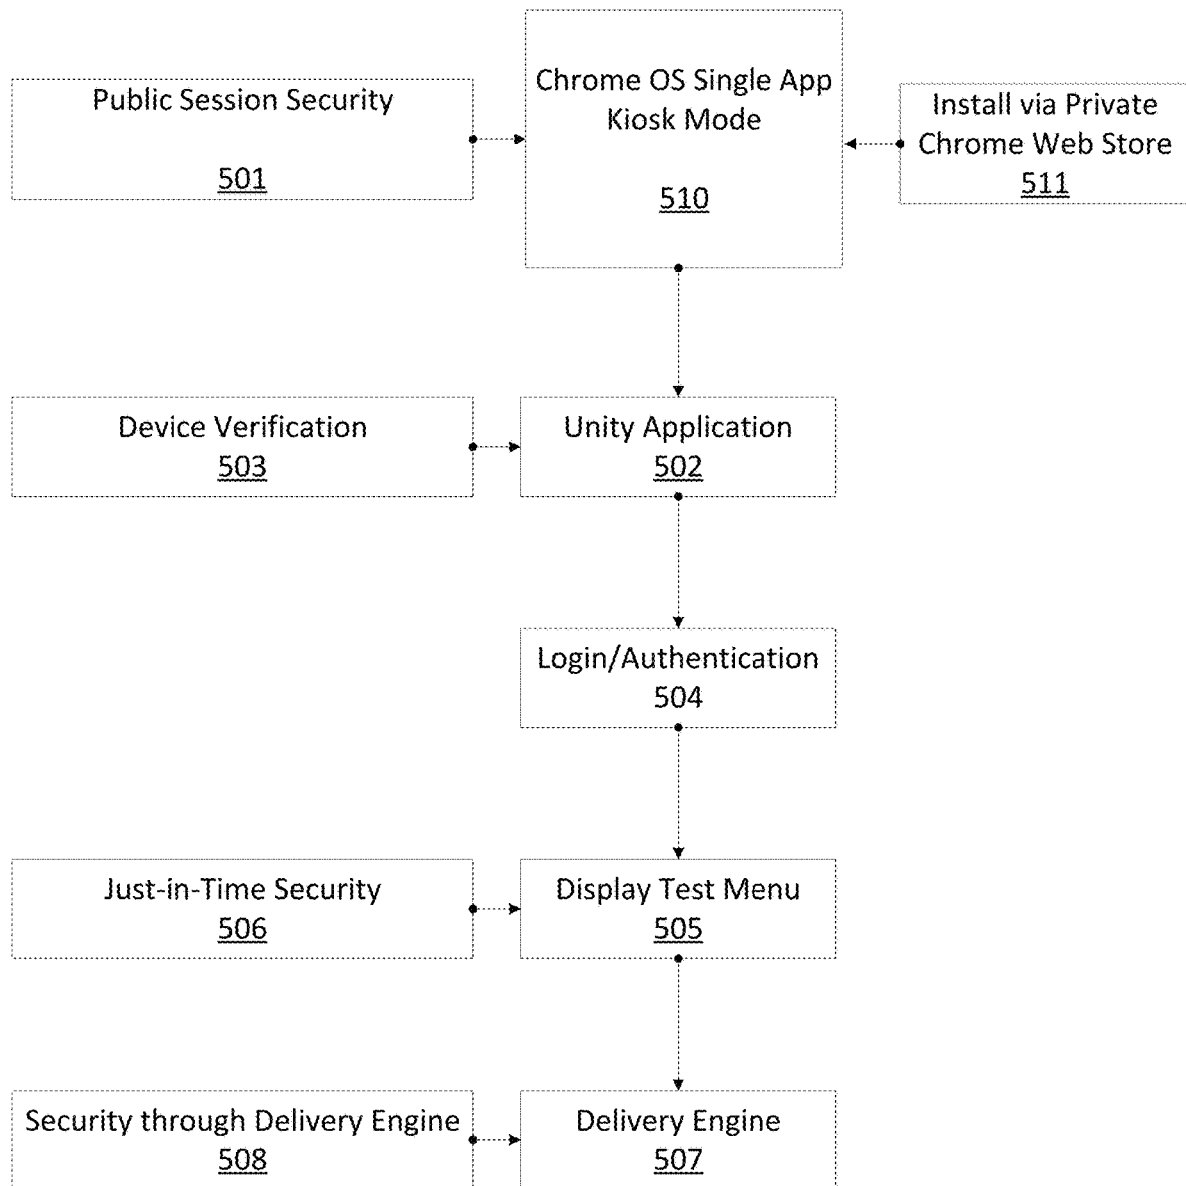 Public Session Security
501
Chrome OS Single App
Kiosk Mode
510
Install via Private
Chrome Web Store
511
Device Verification
503
Unity Application
502
Login/Authentication
504
Just-in-Time Security
506
Display Test Menu
505
Security through Delivery Engine
508
Delivery Engine
507